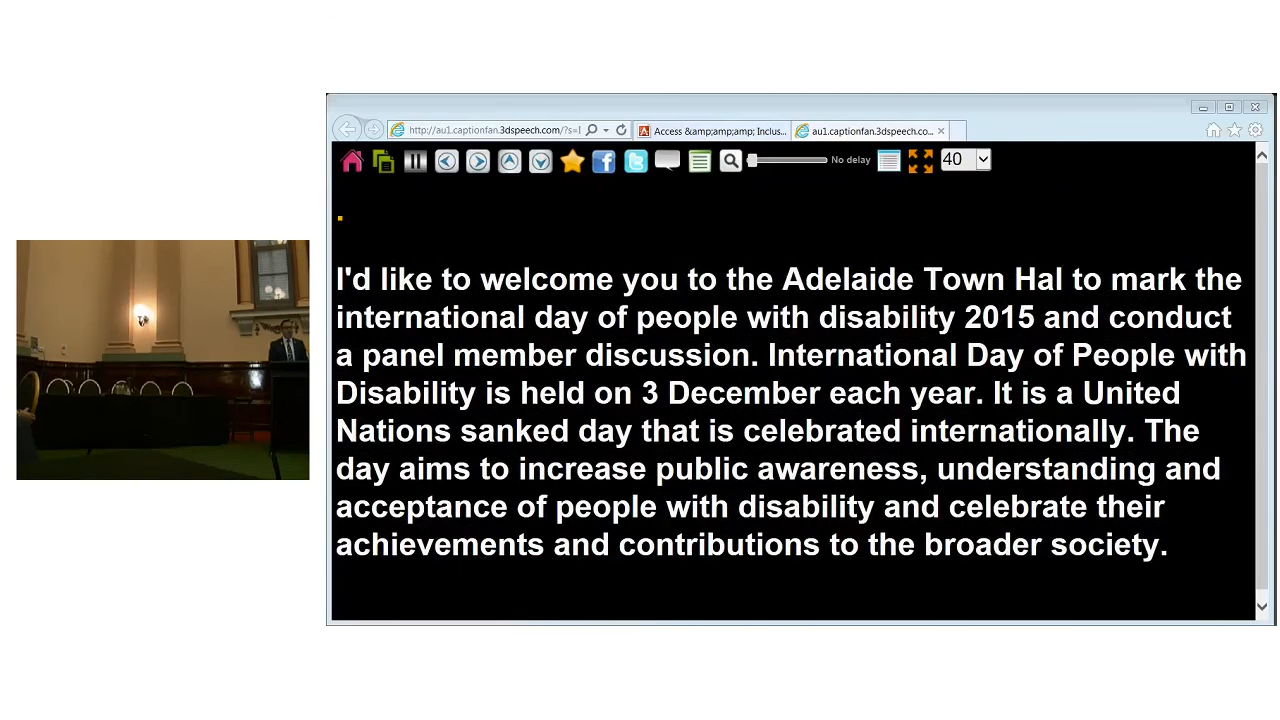 http://au1.captionfan.3dspeech.com/?s=I
Access &amp;amp;amp; Inclus...
au1.captionfan.3dspeech.co...
No delay
40
.
I'd like to welcome you to the Adelaide Town Hal to mark the
international day of people with disability 2015 and conduct
a panel member discussion. International Day of People with
Disability is held on 3 December each year. It is a United
Nations sanked day that is celebrated internationally. The
day aims to increase public awareness, understanding and
acceptance of people with disability and celebrate their
achievements and contributions to the broader society.